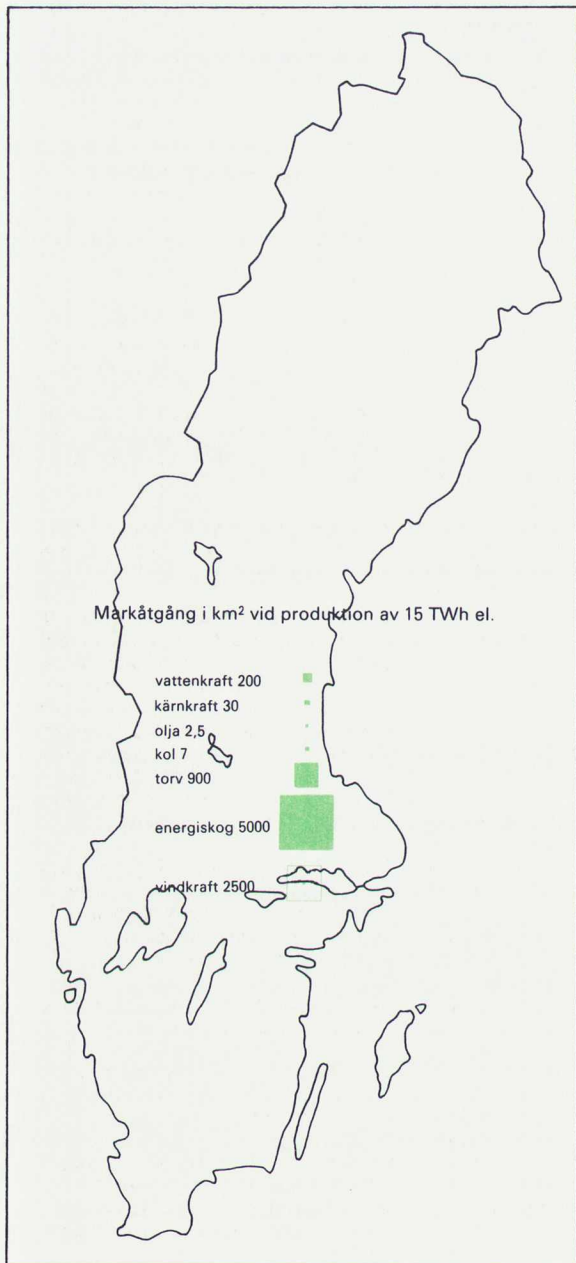 Markåtgång i km² vid produktion av 15 TWh el.
vattenkraft 200
kärnkraft 30
olja 2,5
kol 7
torv 900
energiskog 5000
vindkraft 2500